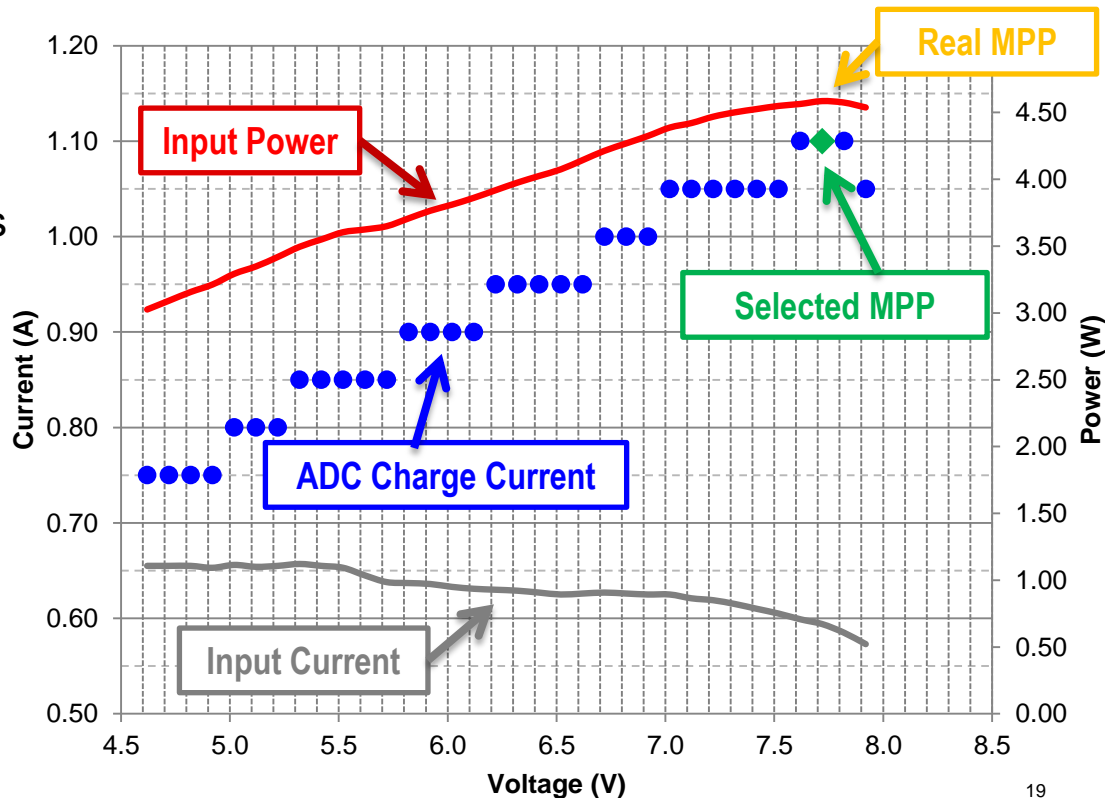 Real MPP
1.20
1.10
1.00
0.90
0.80
0.70
0.60
0.50
Current (A)
Input Power
s
Selected MPP
ADC Charge Current
Input Current
4.50
4.00
3.50
3.00
2.50
2.00
1.50
1.00
0.50
0.00
Power (W)
4.5 5.0 5.5 6.0 6.5 7.0 7.5 8.0 8.5
Voltage (V)
19